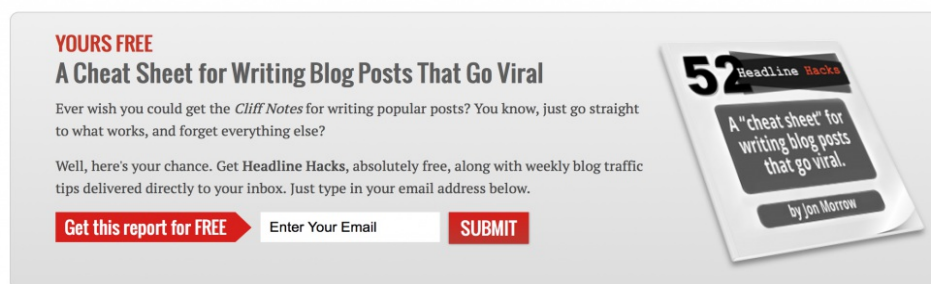 YOURS FREE
A Cheat Sheet for Writing Blog Posts That Go Viral
Ever wish you could get the Cliff Notes for writing popular posts? You know, just go straight
to what works, and forget everything else?
Well, here's your chance. Get Headline Hacks, absolutely free, along with weekly blog traffic
tips delivered directly to your inbox. Just type in your email address below.
Get this report for FREE
Enter Your Email
SUBMIT
52 Headline Hacks
A "cheat sheet" for
writing blog posts
that go viral.
by Jon Morrow